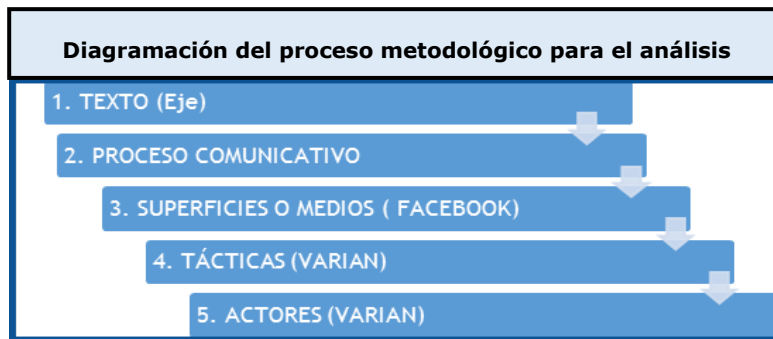 Diagramación del proceso metodológico para el análisis
1. TEXTO (Eje)
2. PROCESO COMUNICATIVO
3. SUPERFICIES O MEDIOS ( FACEBOOK)
4. TÁCTICAS (VARIAN)
5. ACTORES (VARIAN)